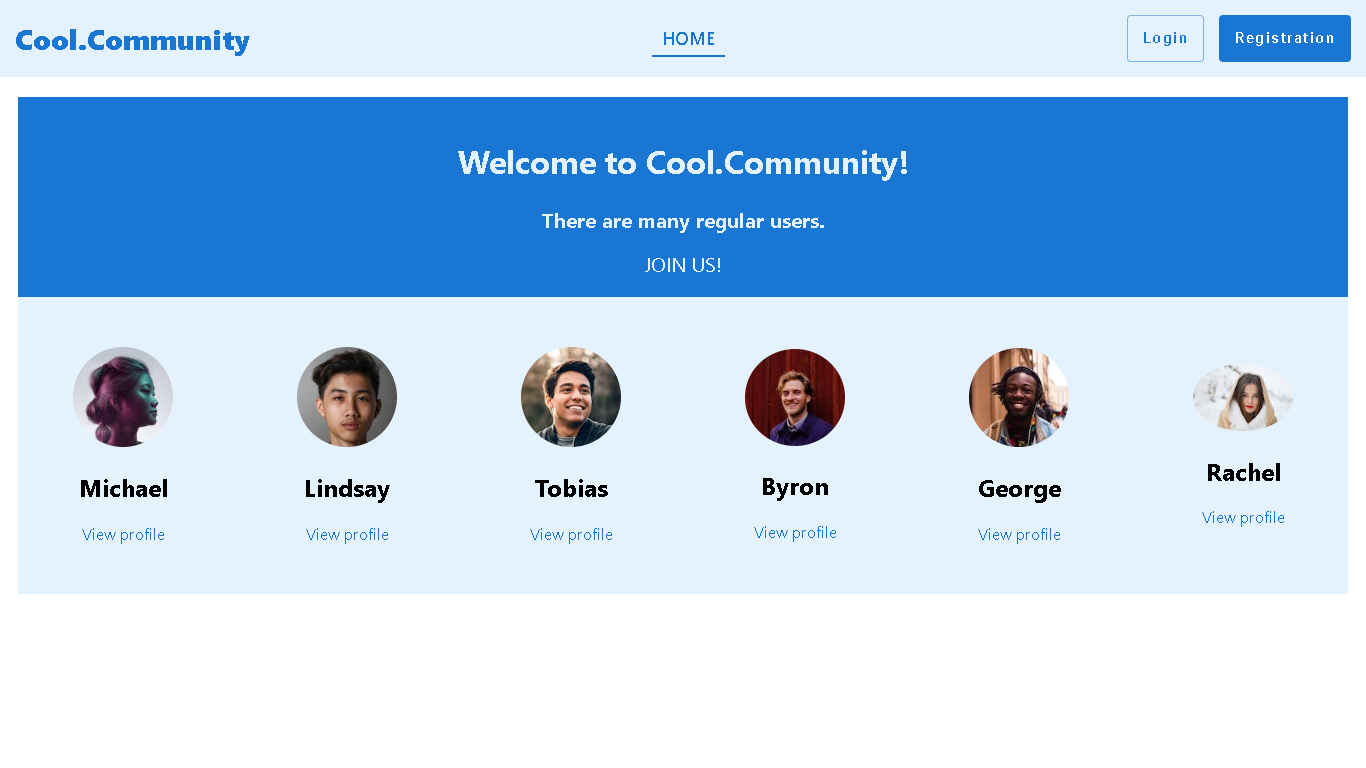 Cool.Community
HOME
Login
Registration
Welcome to Cool.Community!
There are many regular users.
JOIN US!
Michael
Lindsay
Tobias
Byron
George
Rachel
View profile
View profile
View profile
View profile
View profile
View profile